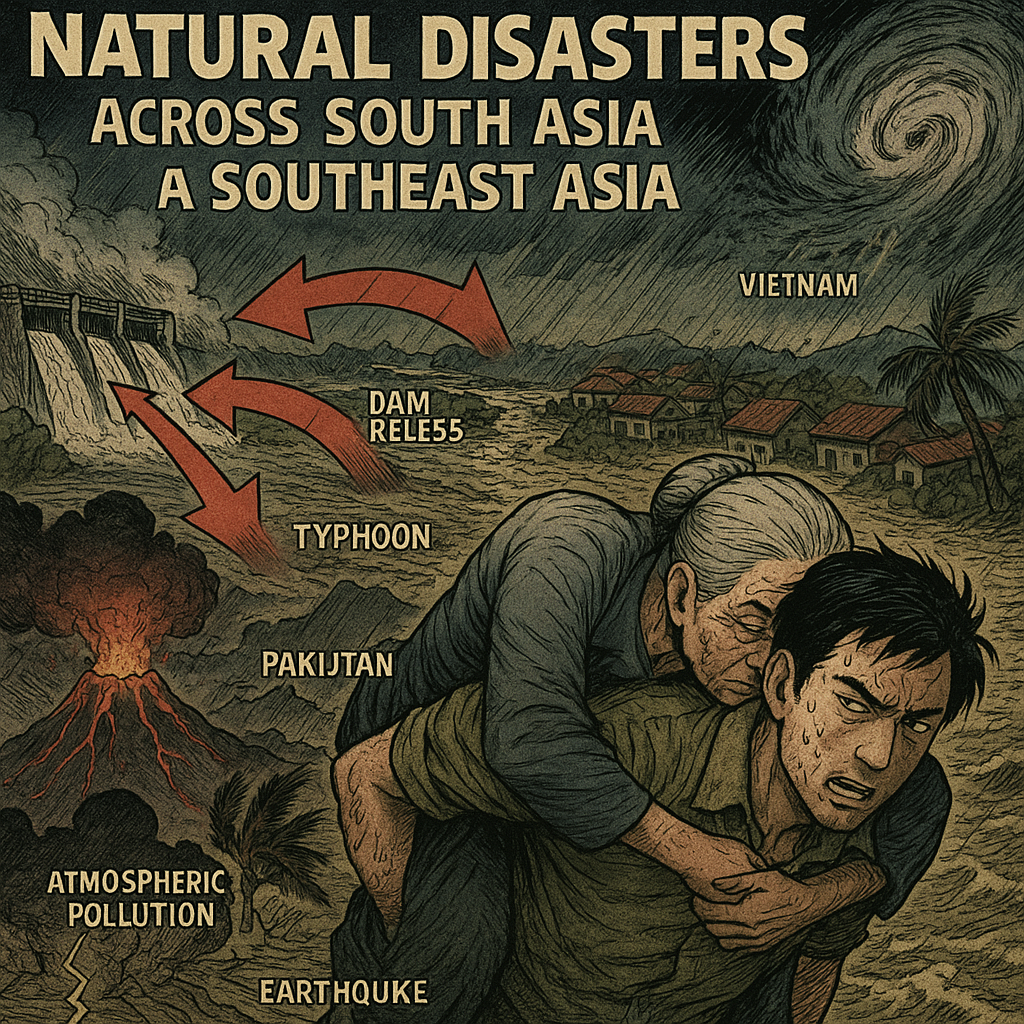 NATURAL DISASTERS
ACROSS SOUTH ASIA
A SOUTHEAST ASIA
VIETNAM
DAM
RELE55
TYPHOON
PAKIJTAN
ATMOSPHERIC
POLLUTION
EARTHQUKE